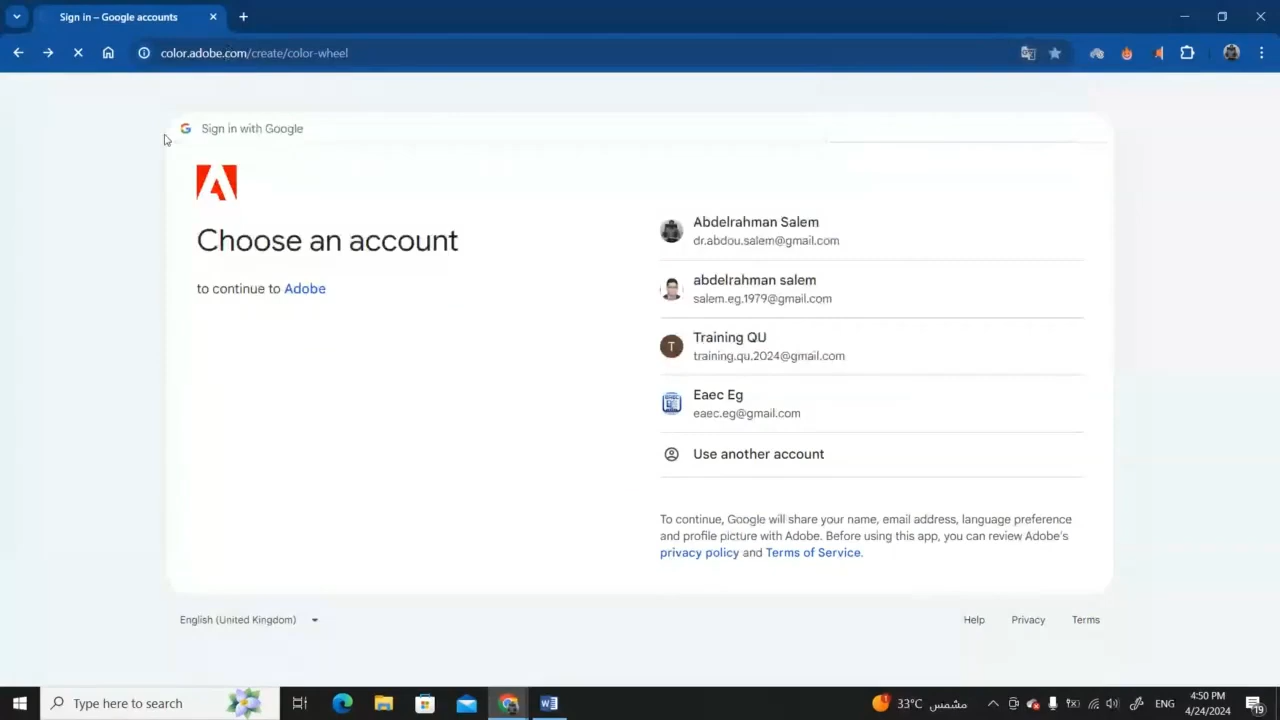 Sign in – Google accounts
color.adobe.com/create/color-wheel
Sign in with Google
Choose an account
to continue to Adobe
Abdelrahman Salem
dr.abdou.salem@gmail.com
abdelrahman salem
salem.eg.1979@gmail.com
Training QU
training.qu.2024@gmail.com
Eaec Eg
eaec.eg@gmail.com
Use another account
To continue, Google will share your name, email address, language preference
and profile picture with Adobe. Before using this app, you can review Adobe's
privacy policy and Terms of Service.
English (United Kingdom)
Help Privacy Terms
Type here to search
33°C مشمس
ENG
4:50 PM
4/24/2024
19